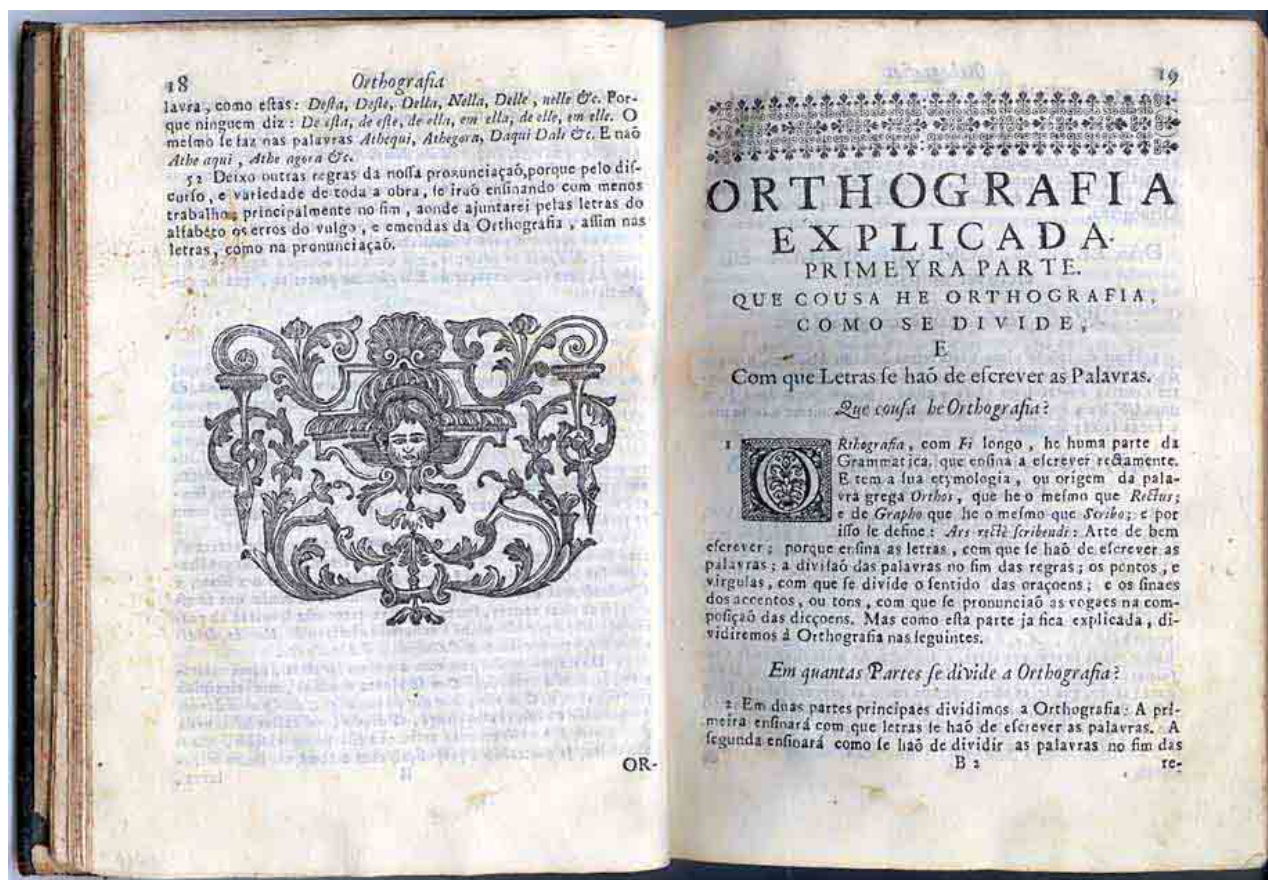 18 Orthografia
lavra, como eſtas: Deſta, Deſte, Della, Nella, Delle, nelle &c. Por-
que ninguem diz: De eſta, de eſte, de ella, em ella, de elle, em elle. O
meſmo ſe faz nas palavras Athequi, Athegora, Daqui Dali &c. E naõ
Athe aqui, Athe agora &c.
52 Deixo outras regras da noſſa pronunciaçaõ, porque pelo diſ-
curſo, e variedade de toda a obra, ſe iraõ enſinando com menos
trabalho; principalmente no fim, aonde ajuntarei pelas letras do
alfabeto os erros do vulgo, e emendas da Orthografia, aſſim nas
letras, como na pronunciaçaõ.
OR-
19
ORTHOGRAFIA
EXPLICADA.
PRIMEYRA PARTE.
QUE COUSA HE ORTHOGRAFIA,
COMO SE DIVIDE,
E
Com que Letras ſe haõ de eſcrever as Palavras.
Que couſa he Orthografia?
1 ORthografia, com Fi longo, he huma parte da
Grammatica, que enſina a eſcrever rectamente.
E tem a ſua etymologia, ou origem da pala-
vra grega Orthos, que he o meſmo que Rectus;
e de Grapho que he o meſmo que Scribo; e por
iſſo ſe define: Ars rectè ſcribendi: Arte de bem
eſcrever; porque enſina as letras, com que ſe haõ de eſcrever as
palavras; a diviſaõ das palavras no fim das regras; os pontos, e
virgulas, com que ſe divide o ſentido das oraçoens; e os ſinaes
dos accentos, ou tons, com que ſe pronunciaõ as vogaes na com-
poſiçaõ das dicçoens. Mas como eſta parte ja fica explicada, di-
vidiremos à Orthografia nas ſeguintes.
Em quantas Partes ſe divide a Orthografia?
2 Em duas partes principaes dividimos a Orthografia: A pri-
meira enſinará com que letras ſe haõ de eſcrever as palavras. A
ſegunda enſinará como ſe haõ de dividir as palavras no fim das
B 2 re-